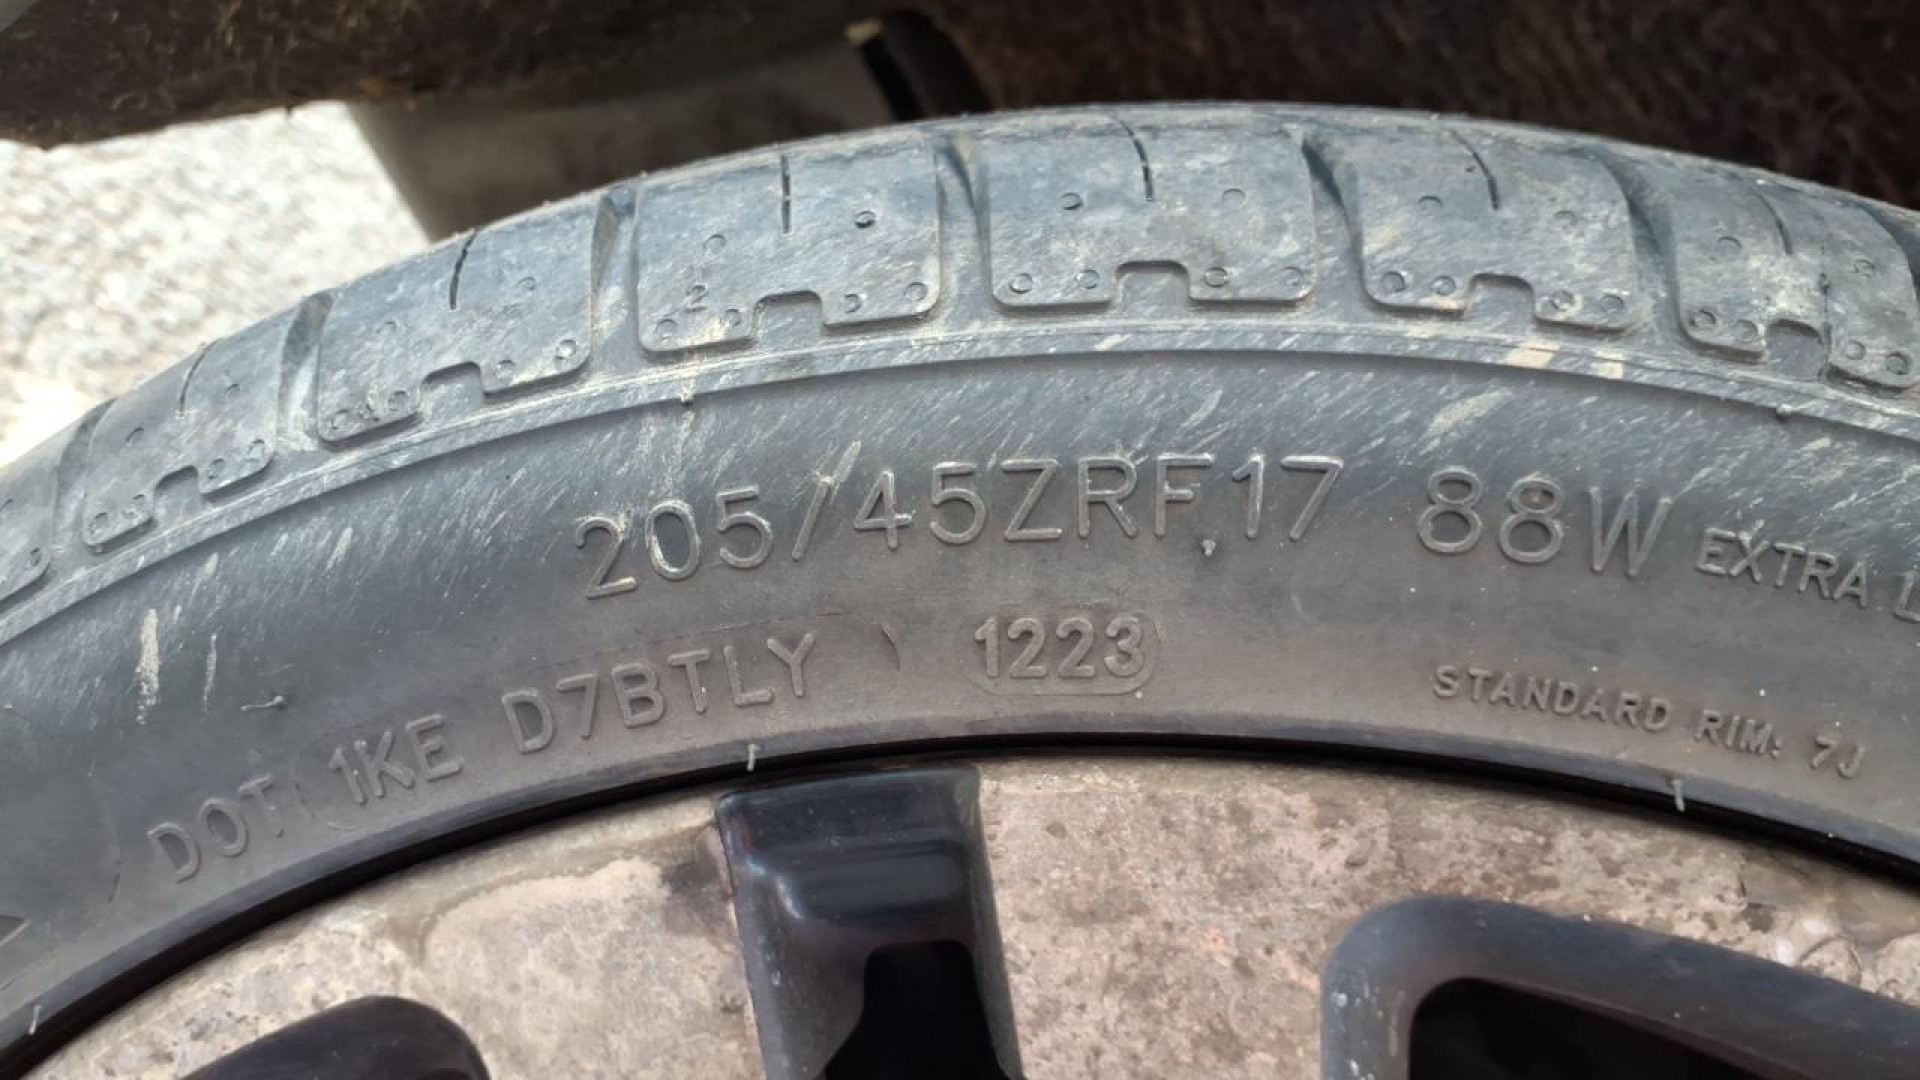 205/45ZRF17 88W EXTRA L
DOT 1KE D7BTLY 1223
STANDARD RIM: 7J